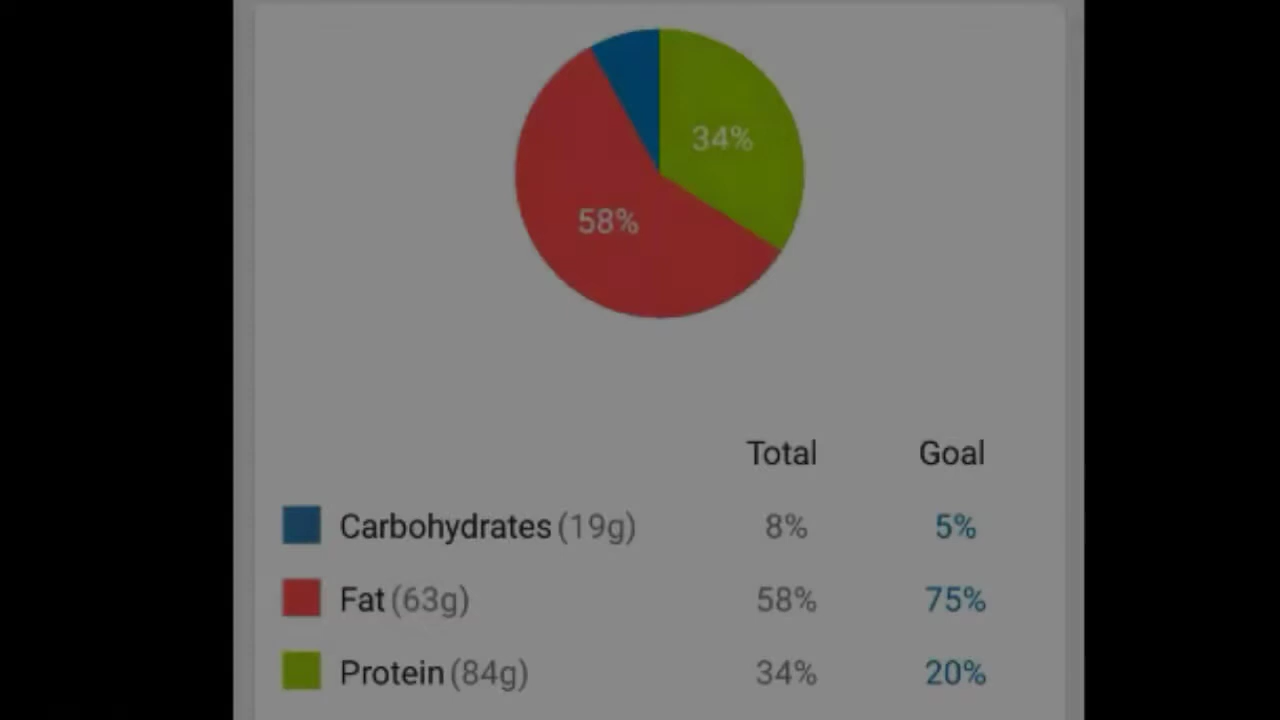 34%
58%
Total Goal
Carbohydrates (19g) 8% 5%
Fat (63g) 58% 75%
Protein (84g) 34% 20%